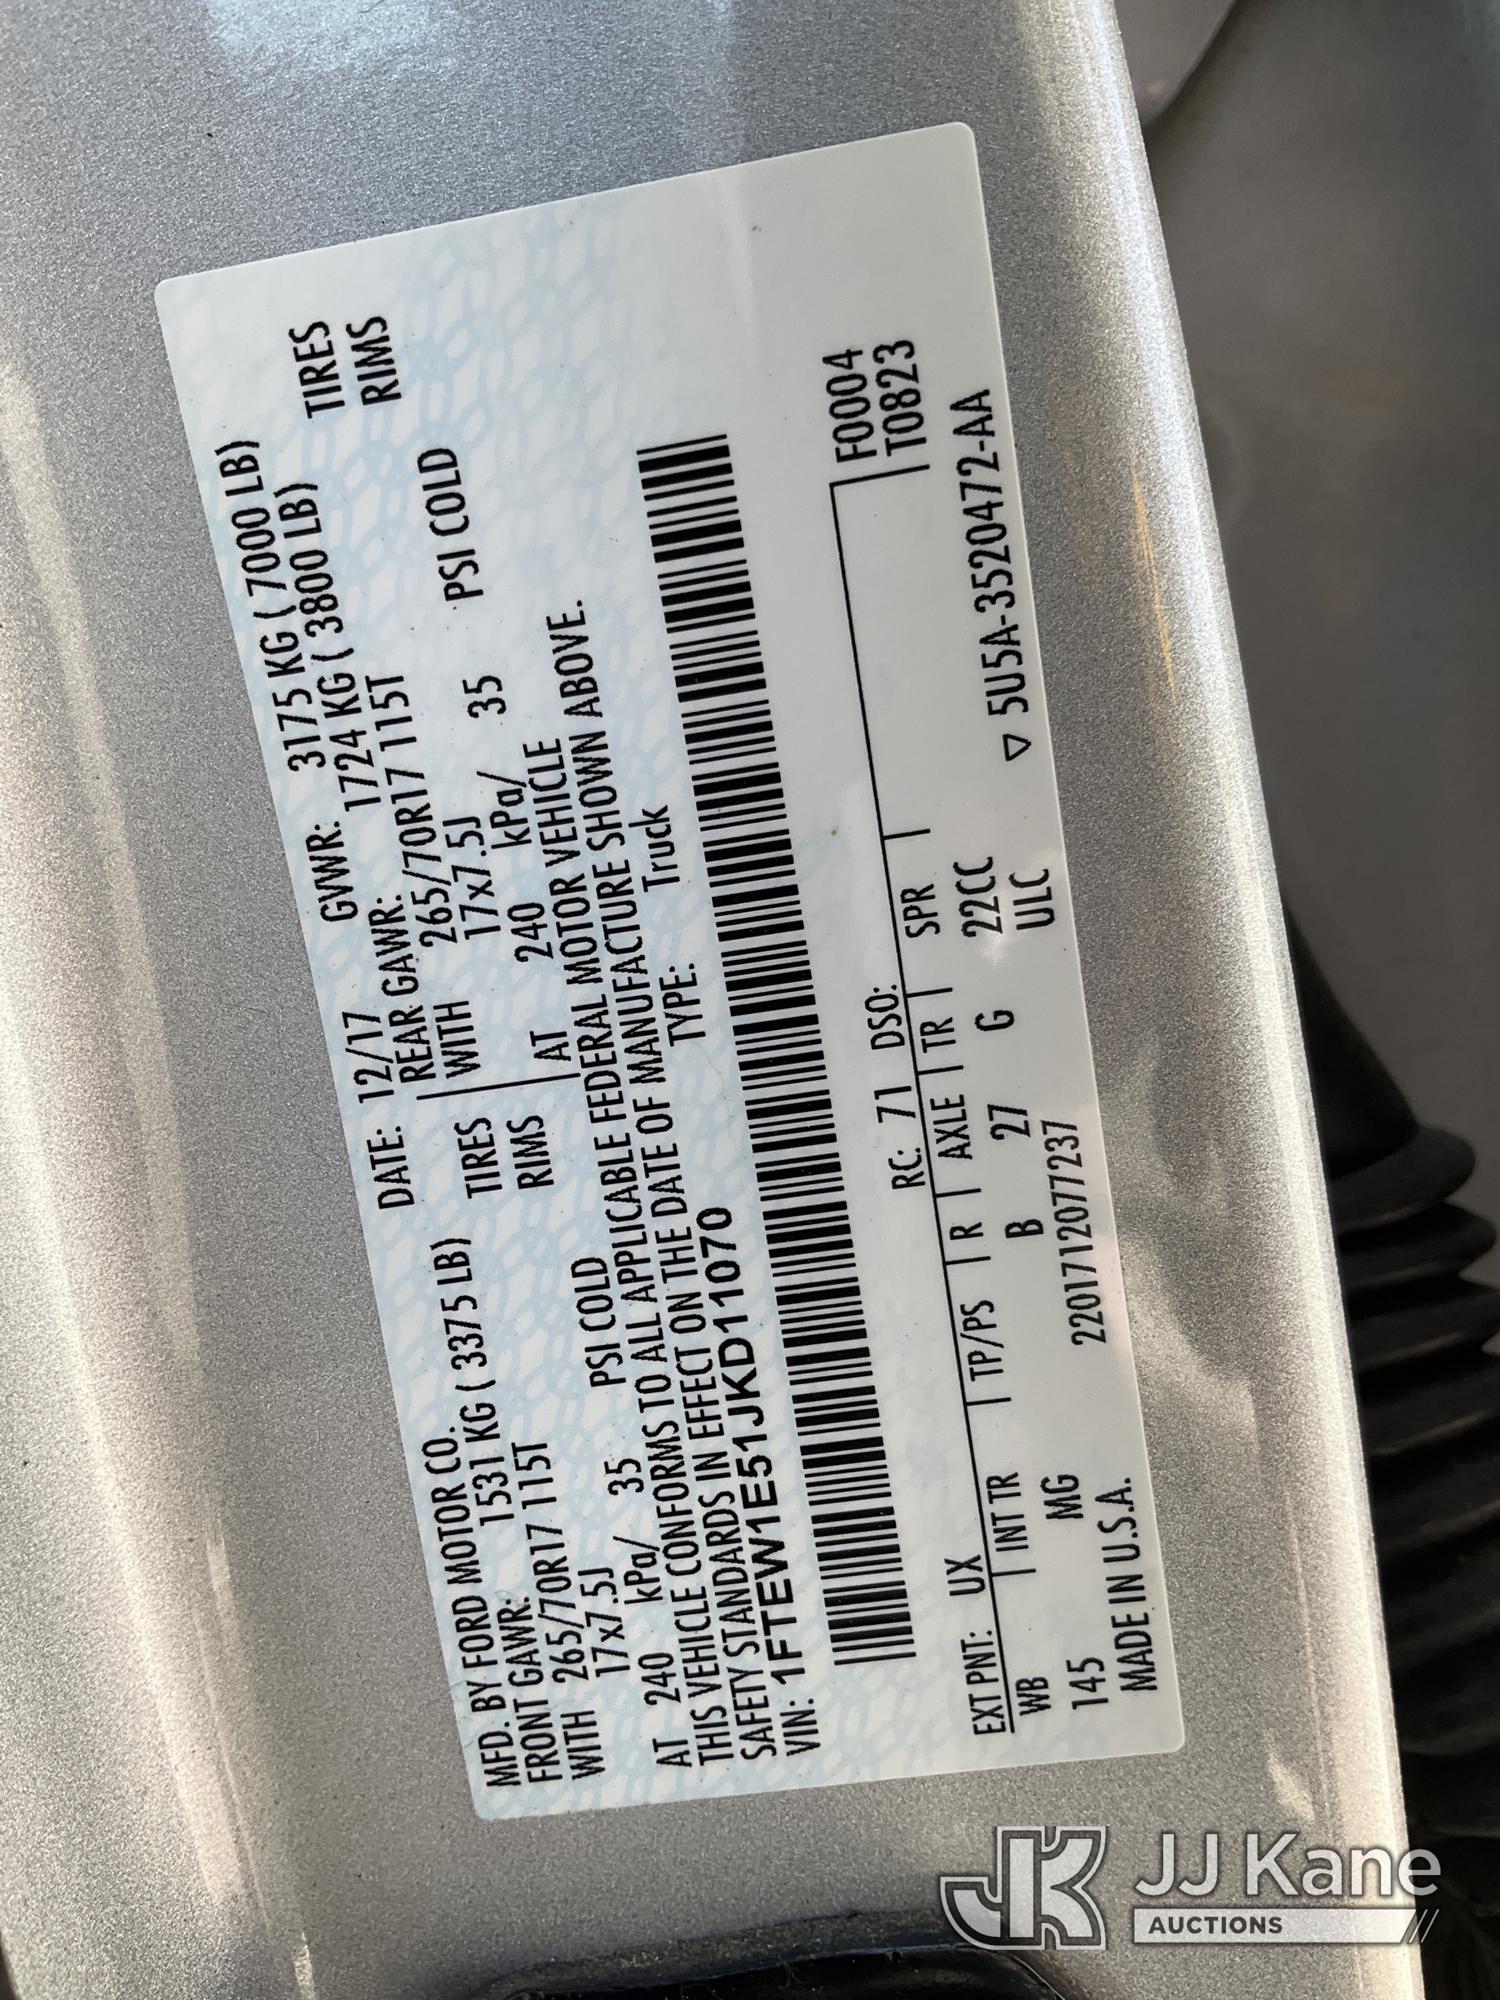 MFD. BY FORD MOTOR CO. DATE: 12/17 GVWR: 3175 KG ( 7000 LB)
FRONT GAWR: 1531 KG ( 3375 LB) REAR GAWR: 1724 KG ( 3800 LB)
WITH 265/70R17 115T TIRES WITH 265/70R17 115T TIRES
17x7.5J RIMS 17x7.5J RIMS
AT 240 kPa/ 35 PSI COLD AT 240 kPa/ 35 PSI COLD
THIS VEHICLE CONFORMS TO ALL APPLICABLE FEDERAL MOTOR VEHICLE
SAFETY STANDARDS IN EFFECT ON THE DATE OF MANUFACTURE SHOWN ABOVE.
VIN: 1FTEW1E51JKD11070 TYPE: Truck
F0004
T0823
EXT PNT: UX RC: 71 DSO:
WB INT TR TP/PS R AXLE TR SPR
145 MG B 27 G 22CC
MADE IN U.S.A. 2201712077237 ULC
▽ 5U5A-3520472-AA
JK JJ Kane
AUCTIONS